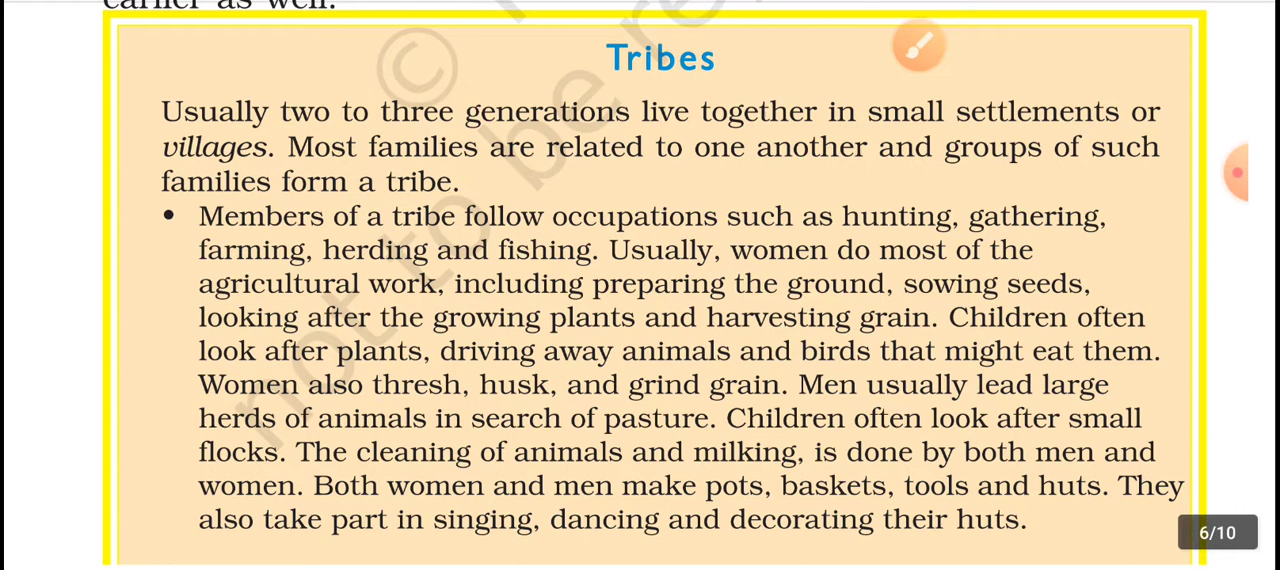 earlier as well.
Tribes
Usually two to three generations live together in small settlements or
villages. Most families are related to one another and groups of such
families form a tribe.
• Members of a tribe follow occupations such as hunting, gathering,
farming, herding and fishing. Usually, women do most of the
agricultural work, including preparing the ground, sowing seeds,
looking after the growing plants and harvesting grain. Children often
look after plants, driving away animals and birds that might eat them.
Women also thresh, husk, and grind grain. Men usually lead large
herds of animals in search of pasture. Children often look after small
flocks. The cleaning of animals and milking, is done by both men and
women. Both women and men make pots, baskets, tools and huts. They
also take part in singing, dancing and decorating their huts.
©
not to be re
6/10